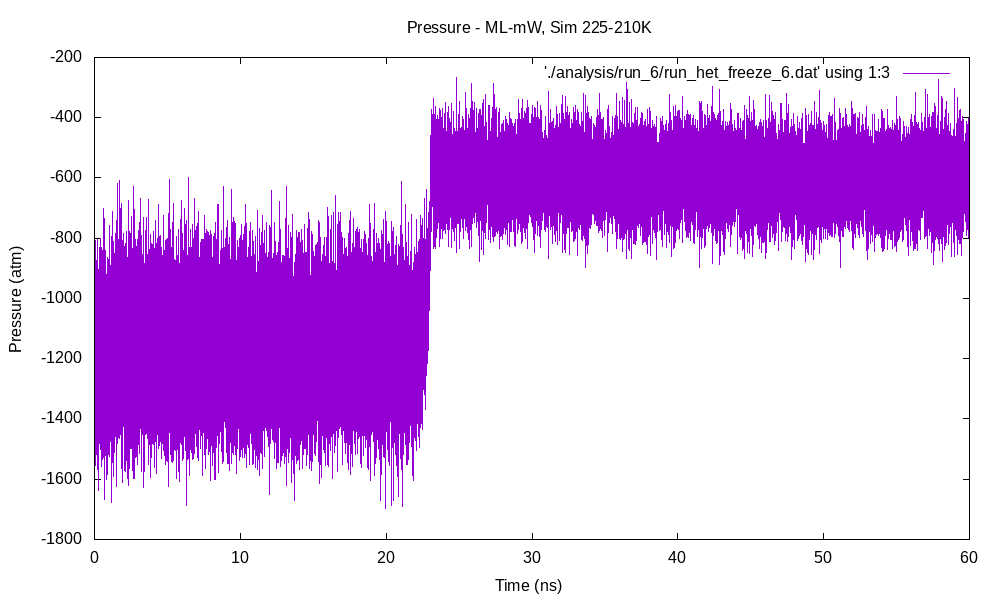 Pressure - ML-mW, Sim 225-210K
'./analysis/run_6/run_het_freeze_6.dat' using 1:3
-200
-400
-600
-800
-1000
-1200
-1400
-1600
-1800
Pressure (atm)
0 10 20 30 40 50 60
Time (ns)